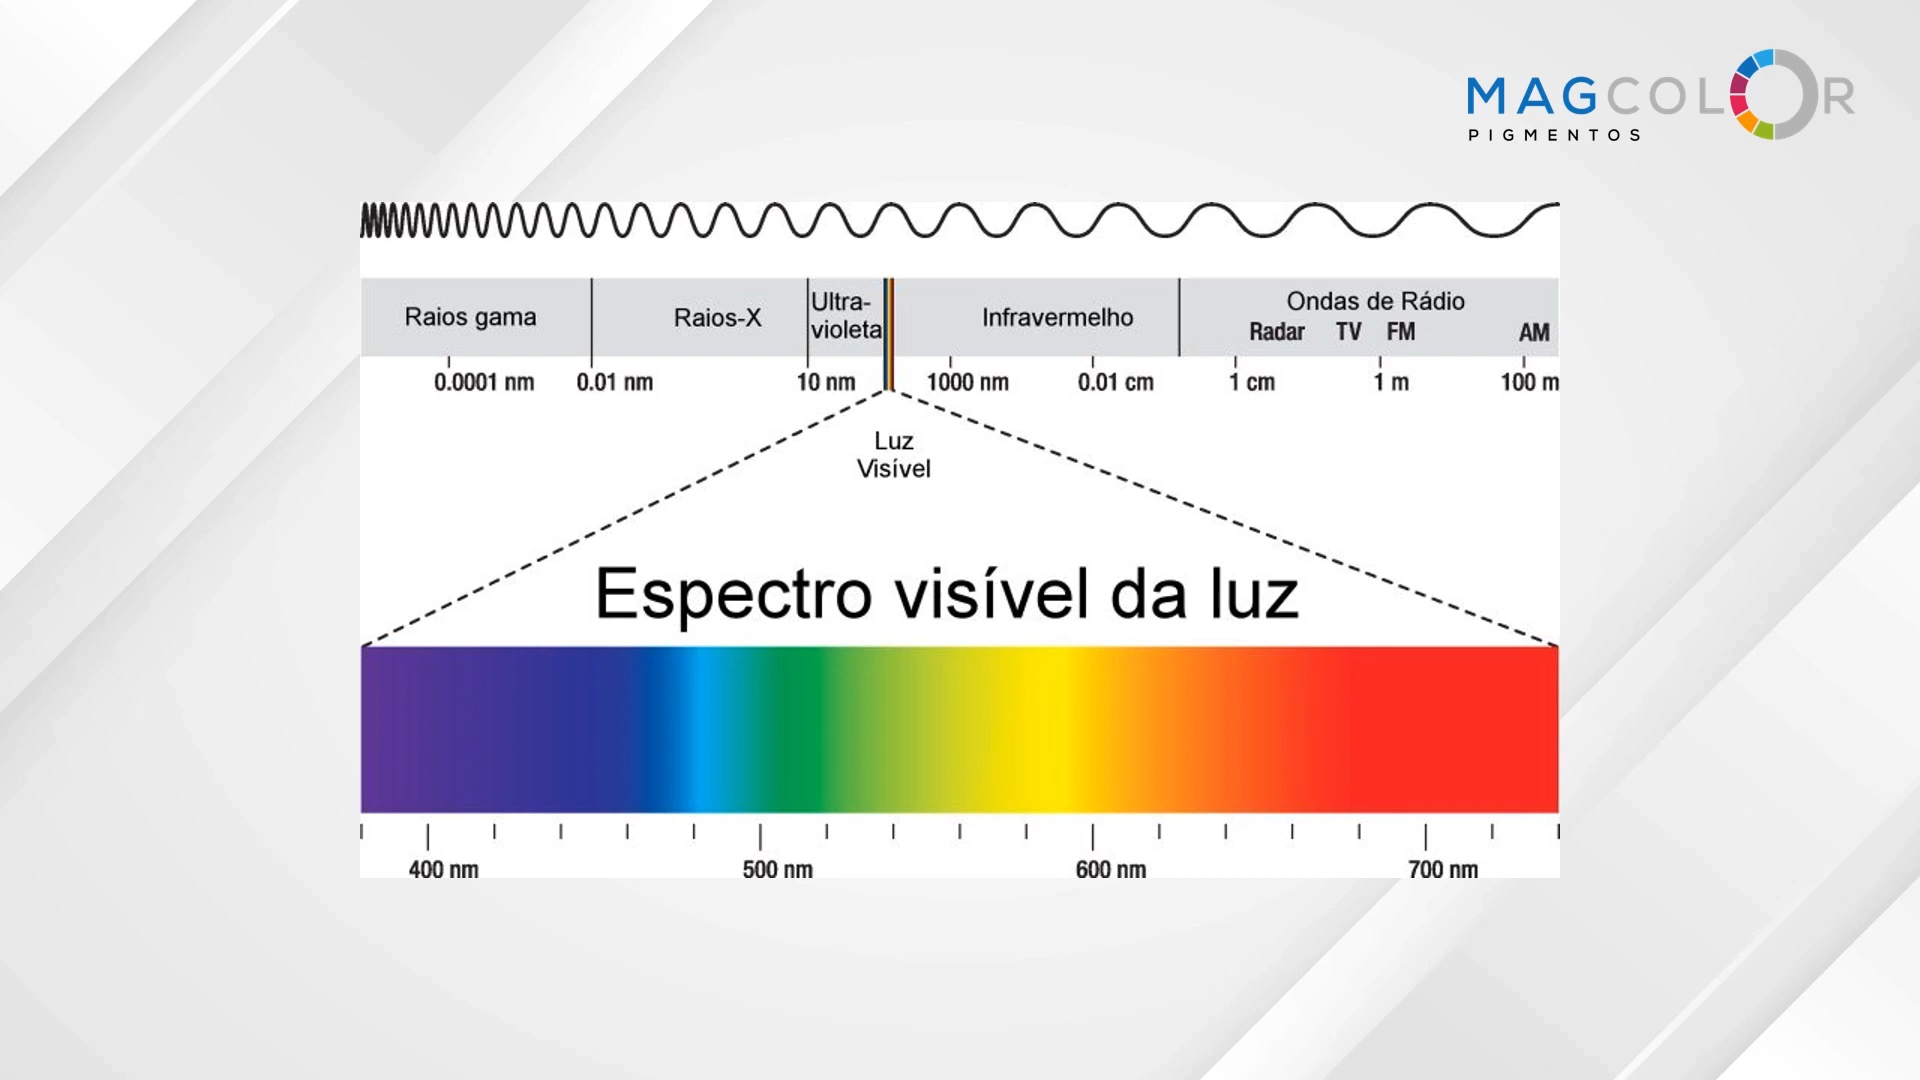 MAGCOLOR
PIGMENTOS
Raios gama
Raios-X
Ultra-
violeta
Infravermelho
Ondas de Rádio
Radar TV FM AM
0.0001 nm 0.01 nm 10 nm 1000 nm 0.01 cm 1 cm 1 m 100 m
Luz
Visível
Espectro visível da luz
400 nm 500 nm 600 nm 700 nm